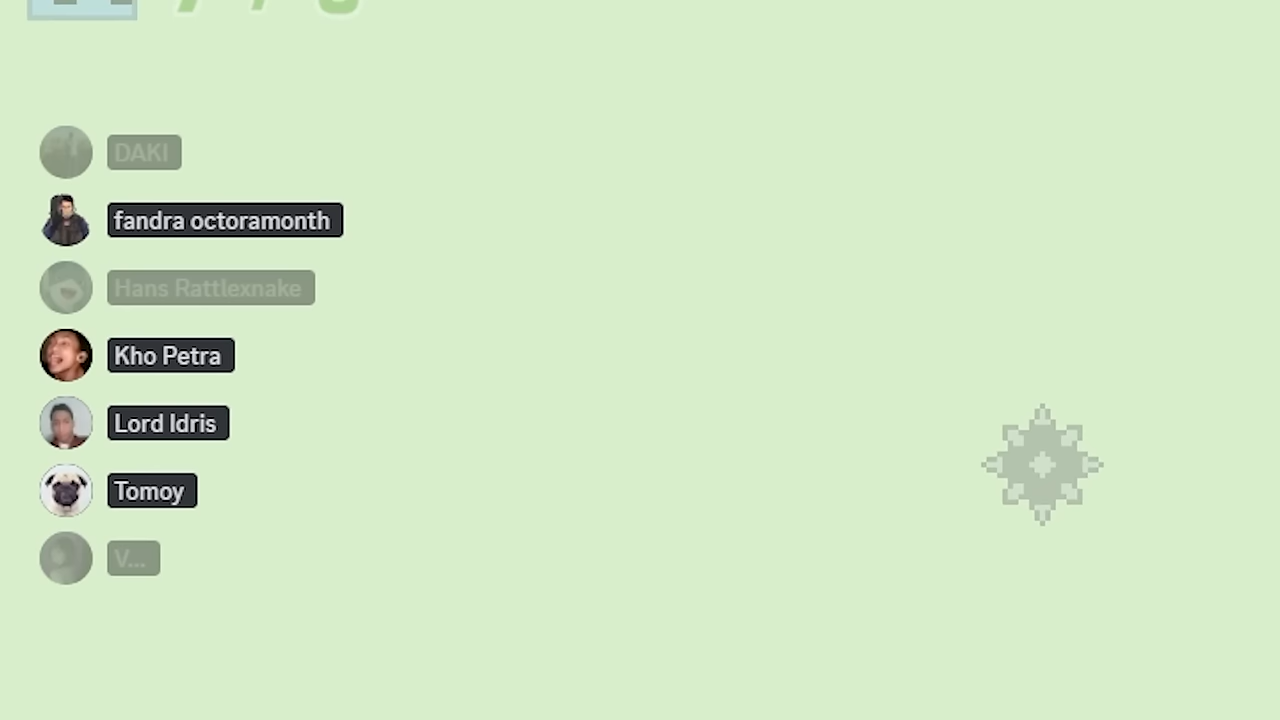 DAKI
fandra octoramonth
Hans Rattlexnake
Kho Petra
Lord Idris
Tomoy
V...